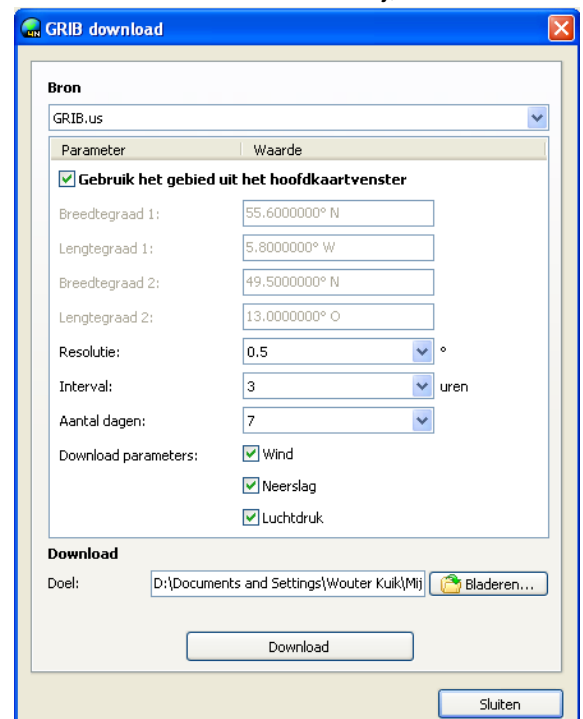 GRIB download
Bron
GRIB.us
Parameter Waarde
Gebruik het gebied uit het hoofdkaartvenster
Breedtegraad 1: 55.6000000° N
Lengtegraad 1: 5.8000000° W
Breedtegraad 2: 49.5000000° N
Lengtegraad 2: 13.0000000° O
Resolutie: 0.5 °
Interval: 3 uren
Aantal dagen: 7
Download parameters: Wind
Neerslag
Luchtdruk
Download
Doel: D:\Documents and Settings\Wouter Kuik\Mij Bladeren...
Download
Sluiten